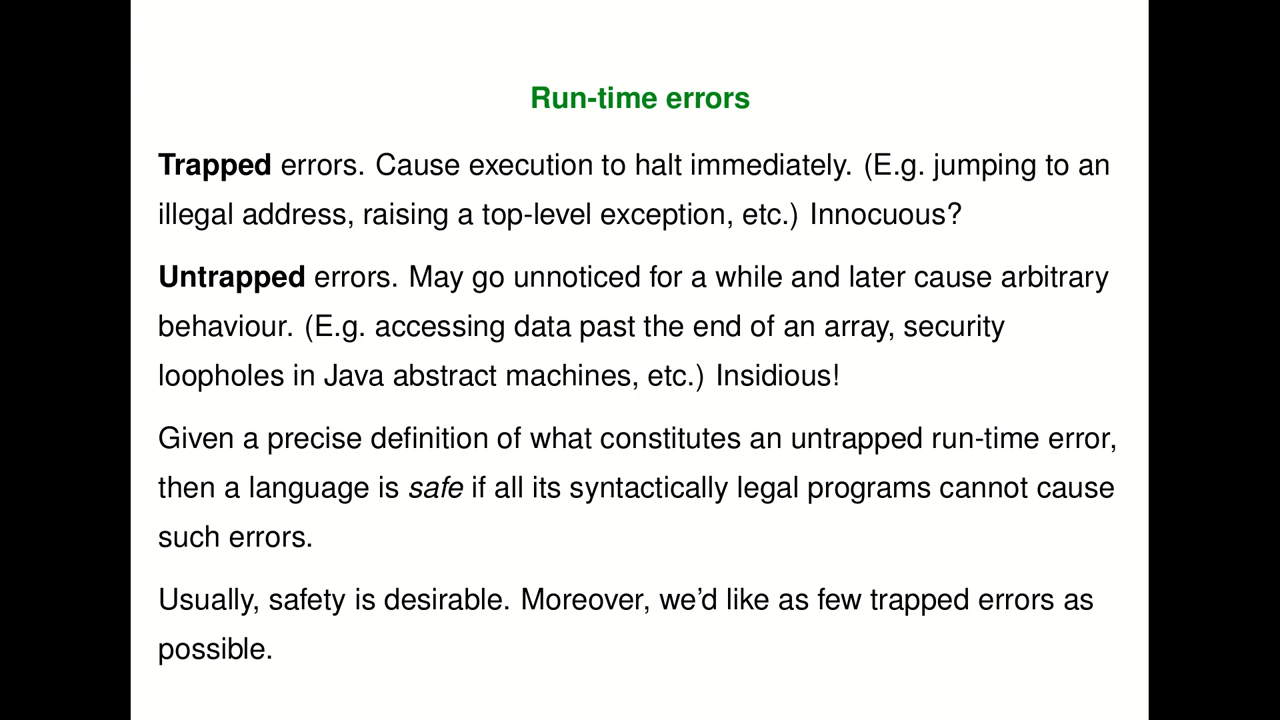 Run-time errors
Trapped errors. Cause execution to halt immediately. (E.g. jumping to an
illegal address, raising a top-level exception, etc.) Innocuous?
Untrapped errors. May go unnoticed for a while and later cause arbitrary
behaviour. (E.g. accessing data past the end of an array, security
loopholes in Java abstract machines, etc.) Insidious!
Given a precise definition of what constitutes an untrapped run-time error,
then a language is safe if all its syntactically legal programs cannot cause
such errors.
Usually, safety is desirable. Moreover, we'd like as few trapped errors as
possible.